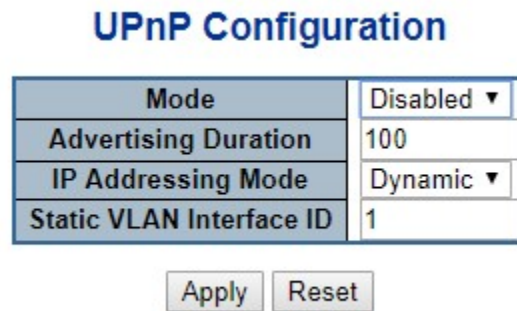 UPnP Configuration
Mode Disabled
Advertising Duration 100
IP Addressing Mode Dynamic
Static VLAN Interface ID 1
Apply Reset